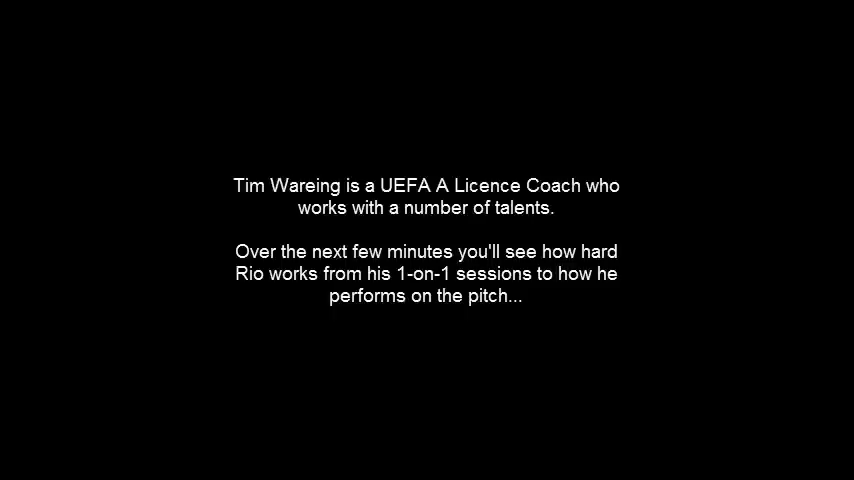 Tim Wareing is a UEFA A Licence Coach who
works with a number of talents.
Over the next few minutes you'll see how hard
Rio works from his 1-on-1 sessions to how he
performs on the pitch...